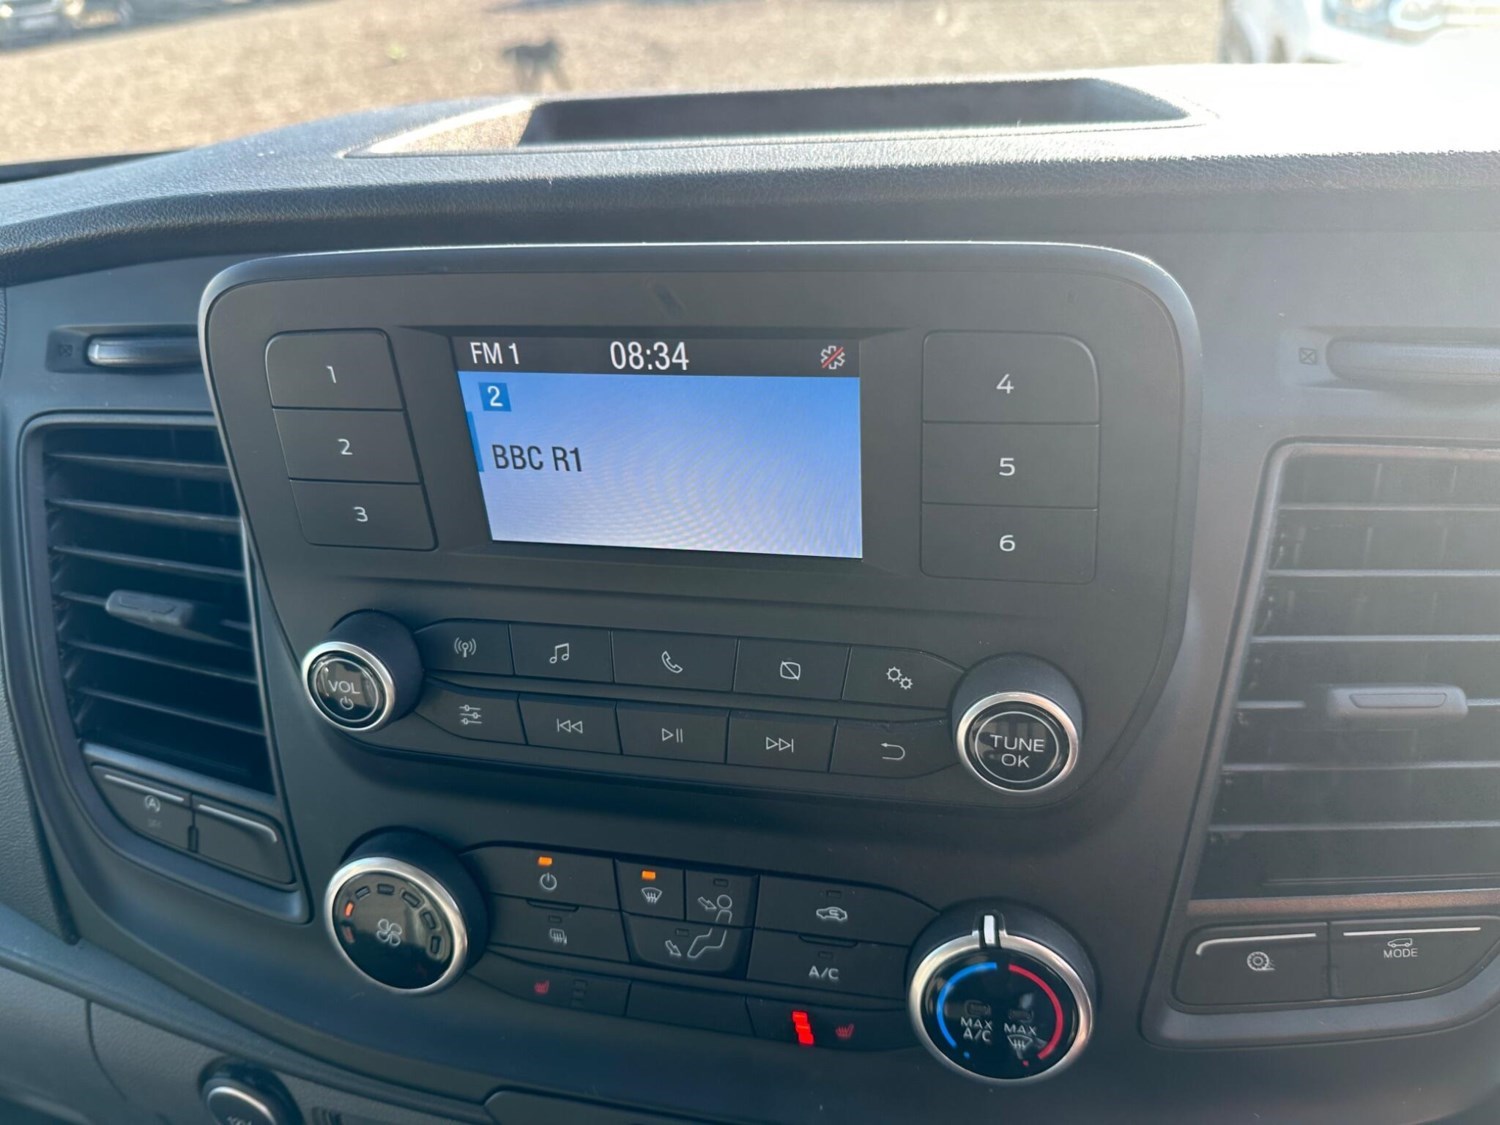 FM 1 08:34
2
BBC R1
1
2
3
4
5
6
VOL
TUNE
OK
A/C
MAX
A/C
MAX
MODE